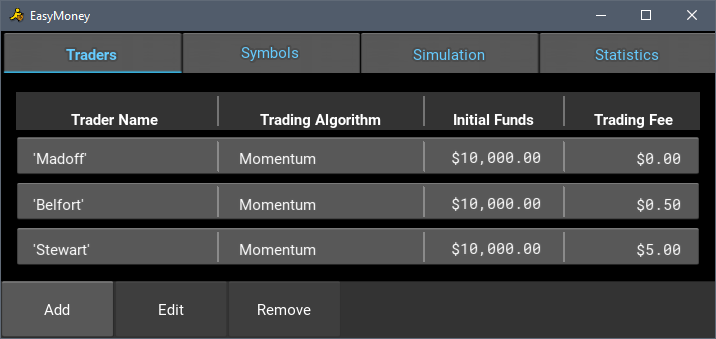 EasyMoney
Traders Symbols Simulation Statistics
Trader Name Trading Algorithm Initial Funds Trading Fee
'Madoff' Momentum $10,000.00 $0.00
'Belfort' Momentum $10,000.00 $0.50
'Stewart' Momentum $10,000.00 $5.00
Add Edit Remove